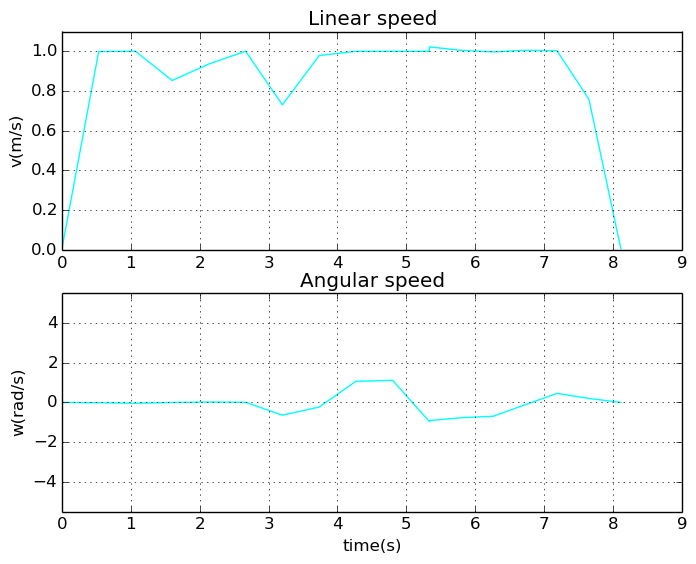 Linear speed
v(m/s)
1.0
0.8
0.6
0.4
0.2
0.0
0 1 2 3 4 5 6 7 8 9
Angular speed
w(rad/s)
4
2
0
−2
−4
0 1 2 3 4 5 6 7 8 9
time(s)